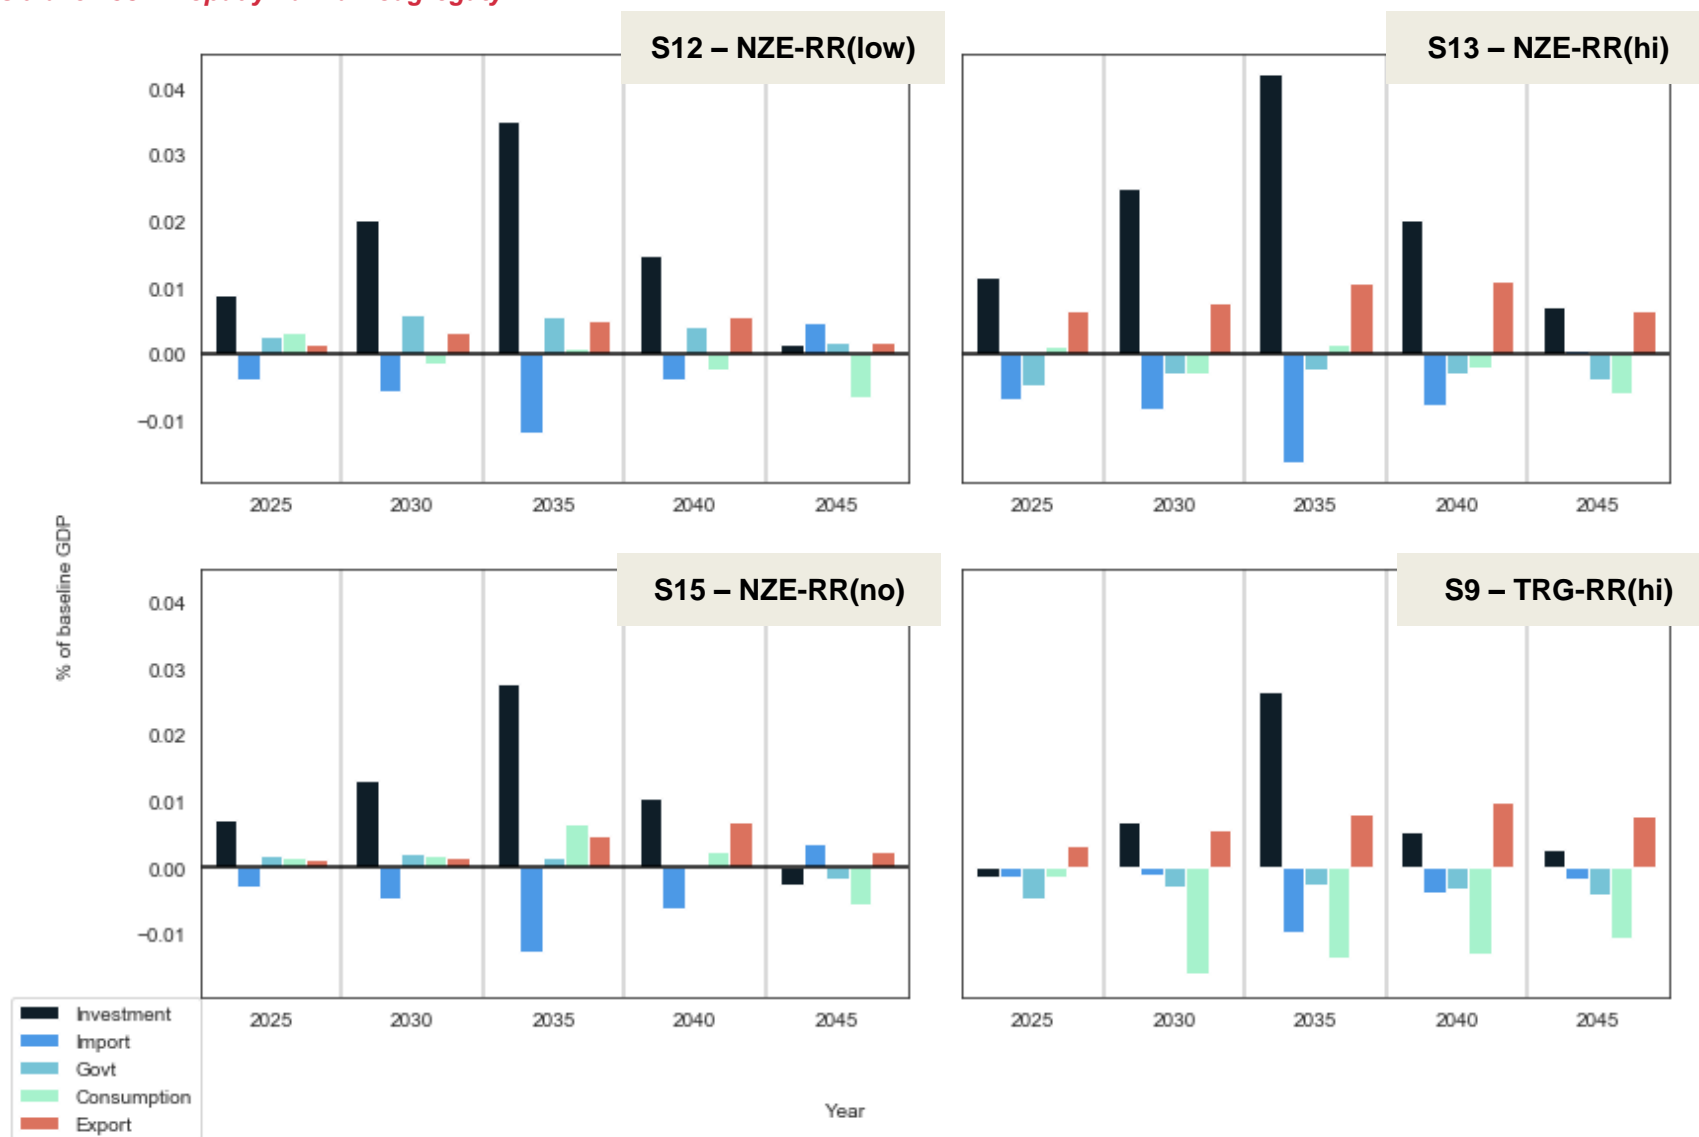 S12 – NZE-RR(low)
S13 – NZE-RR(hi)
0.04
0.03
0.02
0.01
0.00
−0.01
2025 2030 2035 2040 2045
2025 2030 2035 2040 2045
% of baseline GDP
S15 – NZE-RR(no)
S9 – TRG-RR(hi)
0.04
0.03
0.02
0.01
0.00
−0.01
2025 2030 2035 2040 2045
2025 2030 2035 2040 2045
Investment
Import
Govt
Consumption
Export
Year